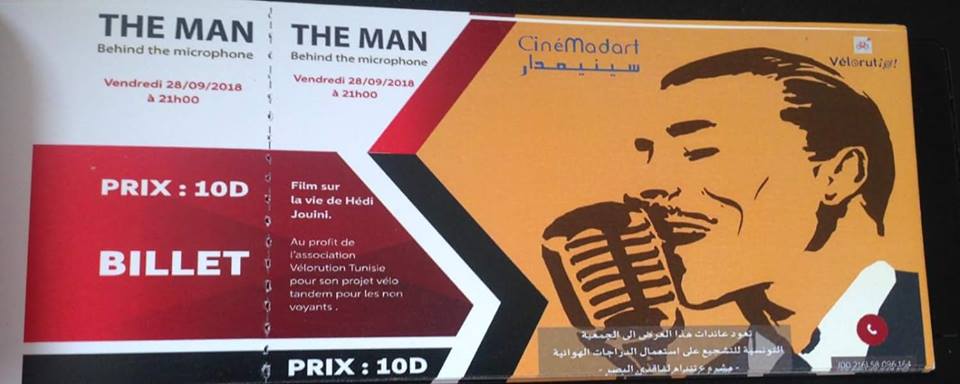 THE MAN
Behind the microphone
Vendredi 28/09/2018
à 21h00
PRIX : 10D
BILLET
THE MAN
Behind the microphone
Vendredi 28/09/2018
à 21h00
Film sur
la vie de Hédi
Jouini.
Au profit de
l'association
Vélorution Tunisie
pour son projet vélo
tandem pour les non
voyants .
PRIX : 10D
CinéMadart
سينيمدار
تعود عائدات هذا العرض الى الجمعية
التونسية للتشجيع على استعمال الدراجات الهوائية
- مشروع تندام لفاقدي البصر -